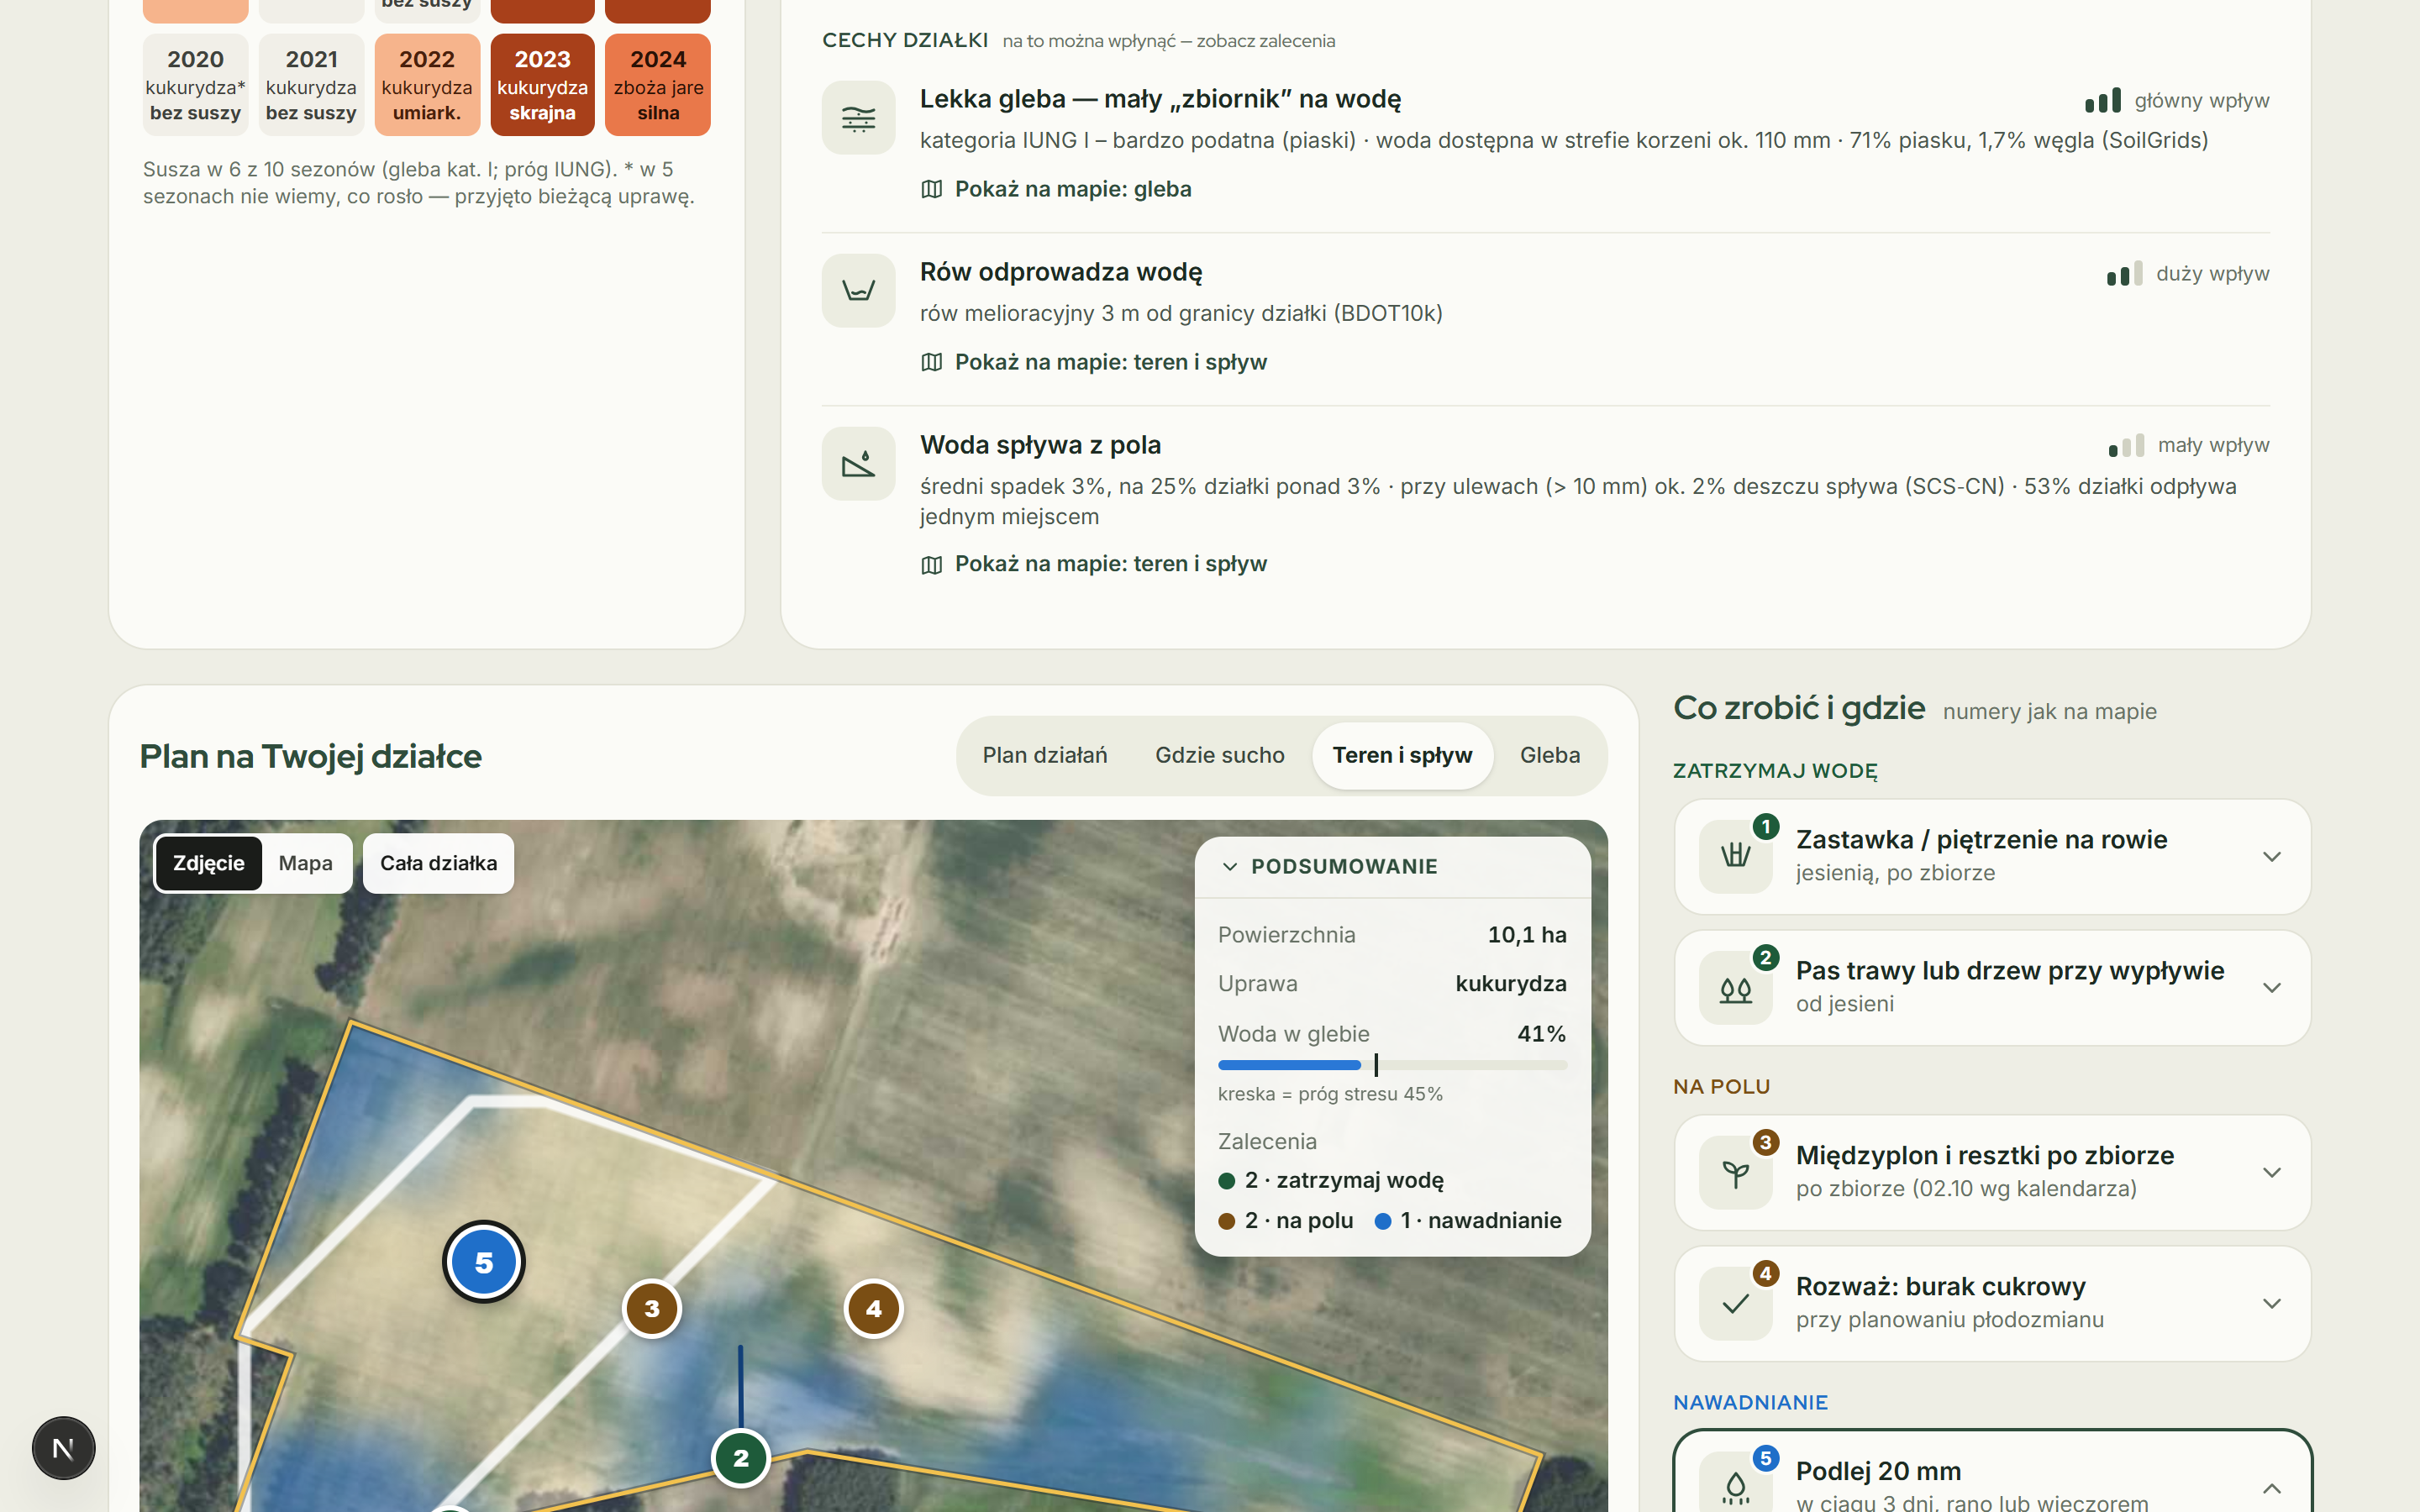 bez suszy
2020
kukurydza*
bez suszy
2021
kukurydza
bez suszy
2022
kukurydza
umiark.
2023
kukurydza
skrajna
2024
zboża jare
silna
Susza w 6 z 10 sezonów (gleba kat. I; próg IUNG). * w 5
sezonach nie wiemy, co rosło — przyjęto bieżącą uprawę.
CECHY DZIAŁKI na to można wpłynąć — zobacz zalecenia
Lekka gleba — mały „zbiornik” na wodę
główny wpływ
kategoria IUNG I – bardzo podatna (piaski) · woda dostępna w strefie korzeni ok. 110 mm · 71% piasku, 1,7% węgla (SoilGrids)
Pokaż na mapie: gleba
Rów odprowadza wodę
duży wpływ
rów melioracyjny 3 m od granicy działki (BDOT10k)
Pokaż na mapie: teren i spływ
Woda spływa z pola
mały wpływ
średni spadek 3%, na 25% działki ponad 3% · przy ulewach (> 10 mm) ok. 2% deszczu spływa (SCS-CN) · 53% działki odpływa
jednym miejscem
Pokaż na mapie: teren i spływ
Plan na Twojej działce
Plan działań
Gdzie sucho
Teren i spływ
Gleba
Zdjęcie
Mapa
Cała działka
PODSUMOWANIE
Powierzchnia 10,1 ha
Uprawa kukurydza
Woda w glebie 41%
kreska = próg stresu 45%
Zalecenia
2 · zatrzymaj wodę
2 · na polu 1 · nawadnianie
5
3
4
2
N
Co zrobić i gdzie numery jak na mapie
ZATRZYMAJ WODĘ
1
Zastawka / piętrzenie na rowie
jesienią, po zbiorze
2
Pas trawy lub drzew przy wypływie
od jesieni
NA POLU
3
Międzyplon i resztki po zbiorze
po zbiorze (02.10 wg kalendarza)
4
Rozważ: burak cukrowy
przy planowaniu płodozmianu
NAWADNIANIE
5
Podlej 20 mm
w ciągu 3 dni, rano lub wieczorem